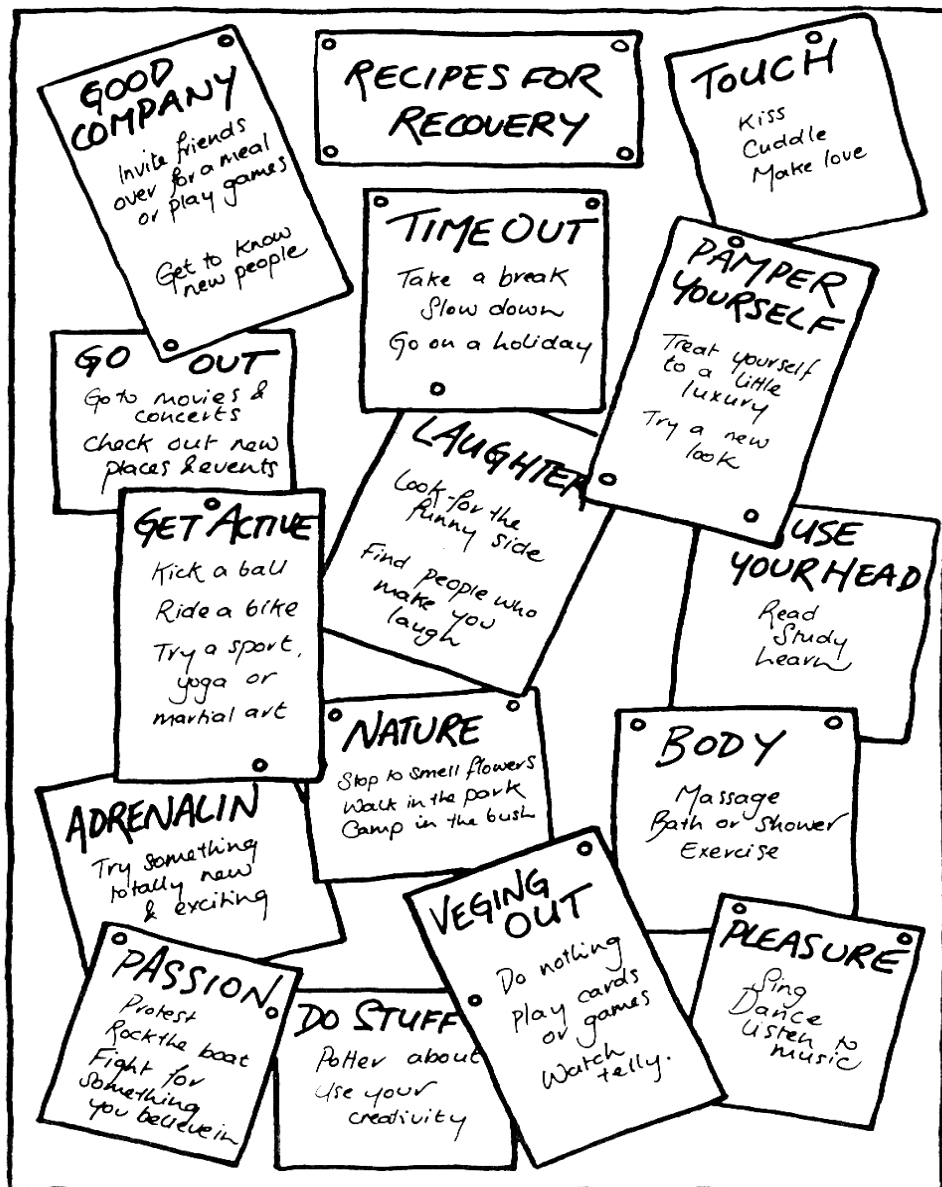 RECIPES FOR
RECOVERY
GOOD
COMPANY
Invite friends
over for a meal
or play games
Get to know
new people
TOUCH
Kiss
Cuddle
Make love
TIME OUT
Take a break
Slow down
Go on a holiday
PAMPER
YOURSELF
Treat yourself
to a little
luxury
Try a new
look
GO OUT
Go to movies &
concerts
Check out new
places & events
LAUGHTER
Look for the
funny side
Find people who
make you
laugh
GET ACTIVE
Kick a ball
Ride a bike
Try a sport,
yoga or
martial art
USE
YOUR HEAD
Read
Study
Learn
NATURE
Stop to smell flowers
Walk in the park
Camp in the bush
BODY
Massage
Bath or Shower
Exercise
ADRENALIN
Try something
totally new
& exciting
VEGING
OUT
Do nothing
Play cards
or games
Watch
telly.
PLEASURE
Sing
Dance
Listen to
music
PASSION
Protest
Rock the boat
Fight for
something
you believe in
DO STUFF
Potter about
Use your
creativity